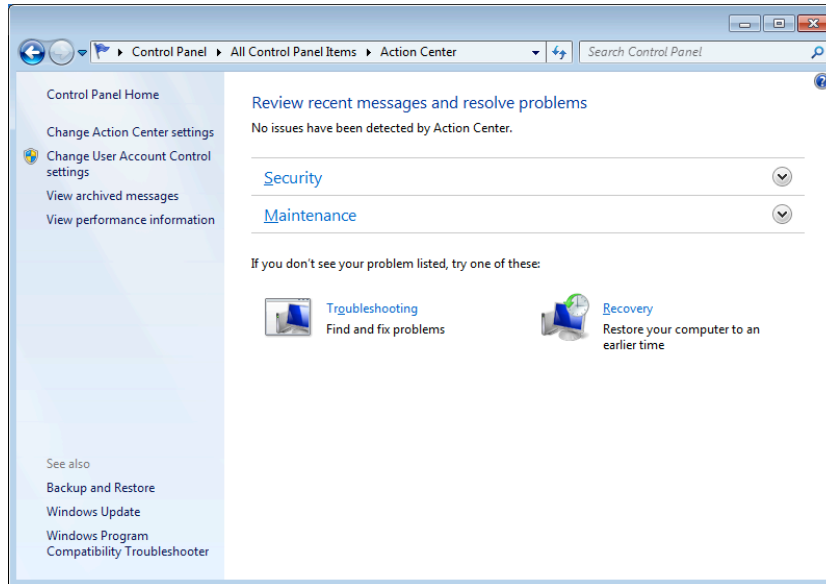 Control Panel ▸ All Control Panel Items ▸ Action Center
Search Control Panel
Control Panel Home
Change Action Center settings
Change User Account Control
settings
View archived messages
View performance information
See also
Backup and Restore
Windows Update
Windows Program
Compatibility Troubleshooter
Review recent messages and resolve problems
No issues have been detected by Action Center.
Security
Maintenance
If you don't see your problem listed, try one of these:
Troubleshooting
Find and fix problems
Recovery
Restore your computer to an
earlier time